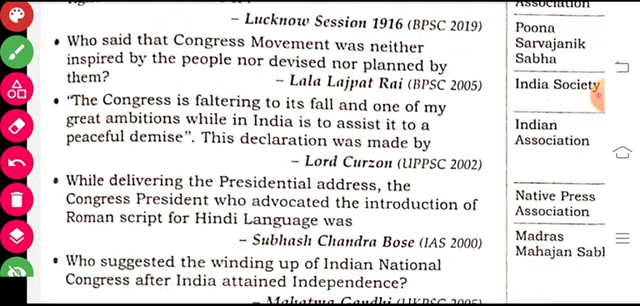 – Lucknow Session 1916 (BPSC 2019)
• Who said that Congress Movement was neither
inspired by the people nor devised nor planned by
them?
– Lala Lajpat Rai (BPSC 2005)
• "The Congress is faltering to its fall and one of my
great ambitions while in India is to assist it to a
peaceful demise". This declaration was made by
– Lord Curzon (UPPSC 2002)
• While delivering the Presidential address, the
Congress President who advocated the introduction of
Roman script for Hindi Language was
– Subhash Chandra Bose (IAS 2000)
• Who suggested the winding up of Indian National
Congress after India attained Independence?
– Mahatma Gandhi (UKPSC 2005)
Association
Poona
Sarvajanik
Sabha
India Society
Indian
Association
Native Press
Association
Madras
Mahajan Sabl